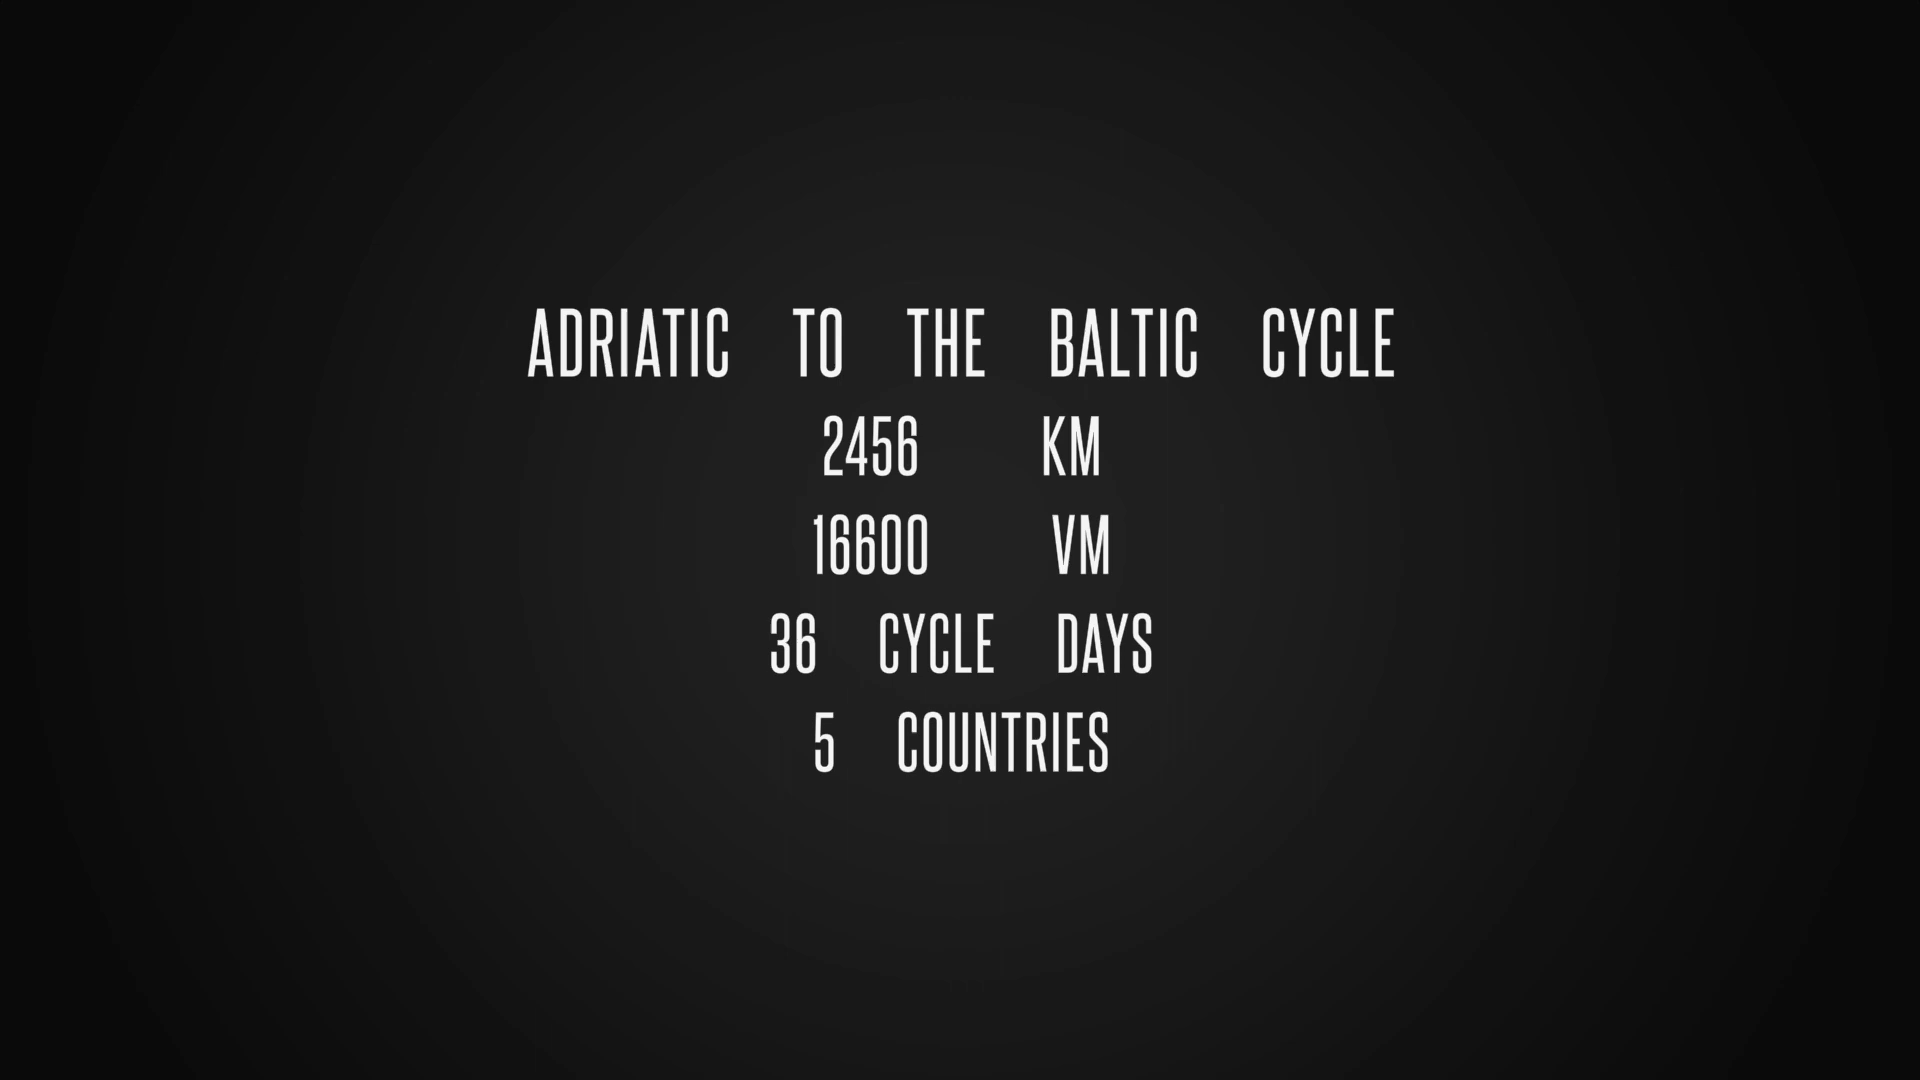 ADRIATIC TO THE BALTIC CYCLE
2456 KM
16600 VM
36 CYCLE DAYS
5 COUNTRIES